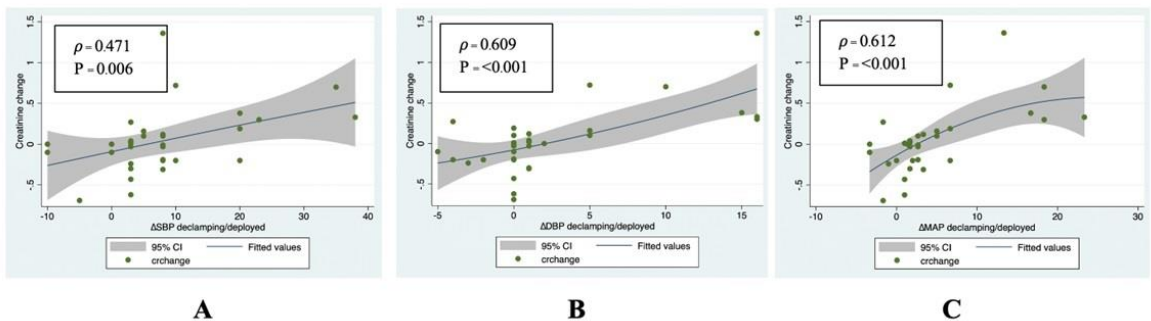 ρ = 0.471
P = 0.006
Creatinine change
1.5
1
.5
0
-.5
-10
0
10
20
30
40
ΔSBP declamping/deployed
95% CI
Fitted values
crchange
A
ρ = 0.609
P = <0.001
Creatinine change
1.5
1
.5
0
-.5
-5
0
5
10
15
ΔDBP declamping/deployed
95% CI
Fitted values
crchange
B
ρ = 0.612
P = <0.001
Creatinine change
1.5
1
.5
0
-.5
-10
0
10
20
30
ΔMAP declamping/deployed
95% CI
Fitted values
crchange
C